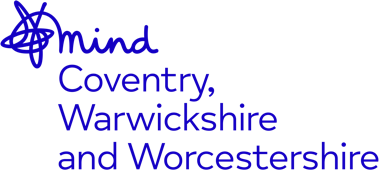 mind
Coventry,
Warwickshire
and Worcestershire